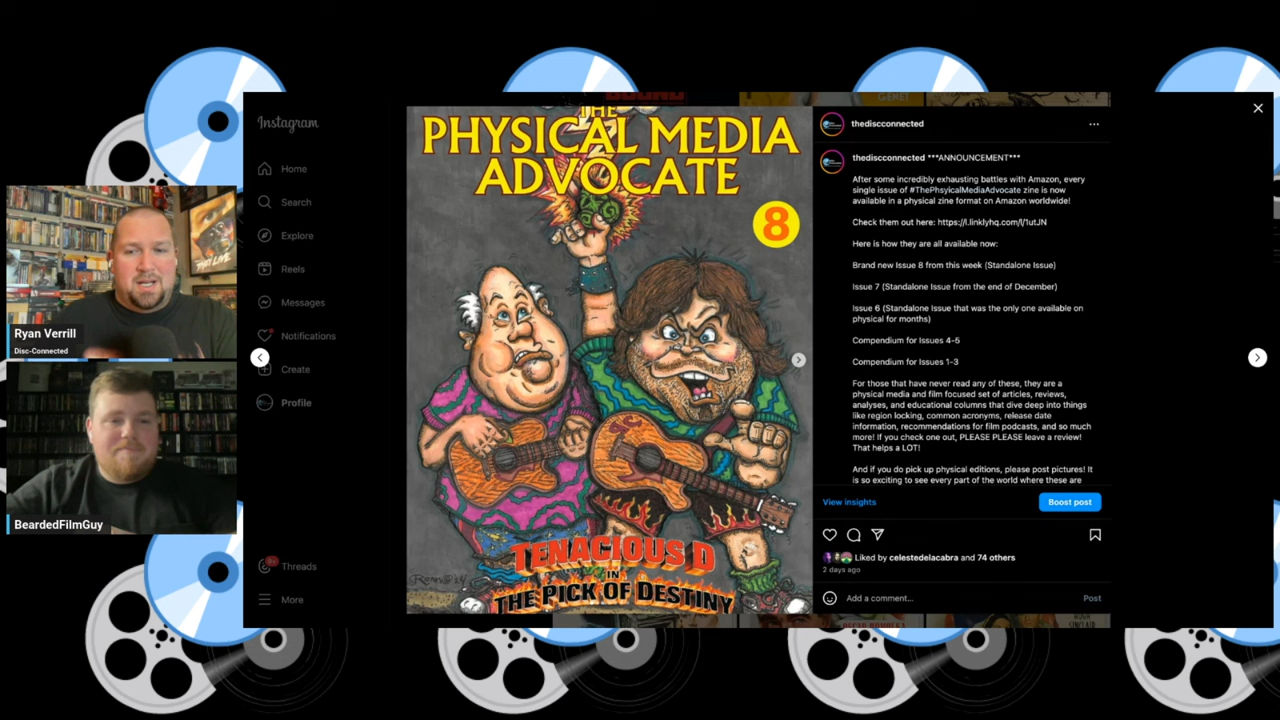 Instagram
Home
Search
Explore
Reels
Messages
Notifications
Create
Profile
Threads
More
THEY LIVE
Ryan Verrill
Disc-Connected
BeardedFilmGuy
THE
PHYSICAL MEDIA
ADVOCATE
8
TENACIOUS D
IN
THE PICK OF DESTINY
thediscconnected
thediscconnected ***ANNOUNCEMENT***
After some incredibly exhausting battles with Amazon, every
single issue of #ThePhsyicalMediaAdvocate zine is now
available in a physical zine format on Amazon worldwide!
Check them out here: https://l.linklyhq.com/l/1utJN
Here is how they are all available now:
Brand new Issue 8 from this week (Standalone Issue)
Issue 7 (Standalone Issue from the end of December)
Issue 6 (Standalone Issue that was the only one available on
physical for months)
Compendium for Issues 4-5
Compendium for Issues 1-3
For those that have never read any of these, they are a
physical media and film focused set of articles, reviews,
analyses, and educational columns that dive deep into things
like region locking, common acronyms, release date
information, recommendations for film podcasts, and so much
more! If you check one out, PLEASE PLEASE leave a review!
That helps a LOT!
And if you do pick up physical editions, please post pictures! It
is so exciting to see every part of the world where these are
View insights
Boost post
Liked by celestedelacabra and 74 others
2 days ago
Add a comment...
Post